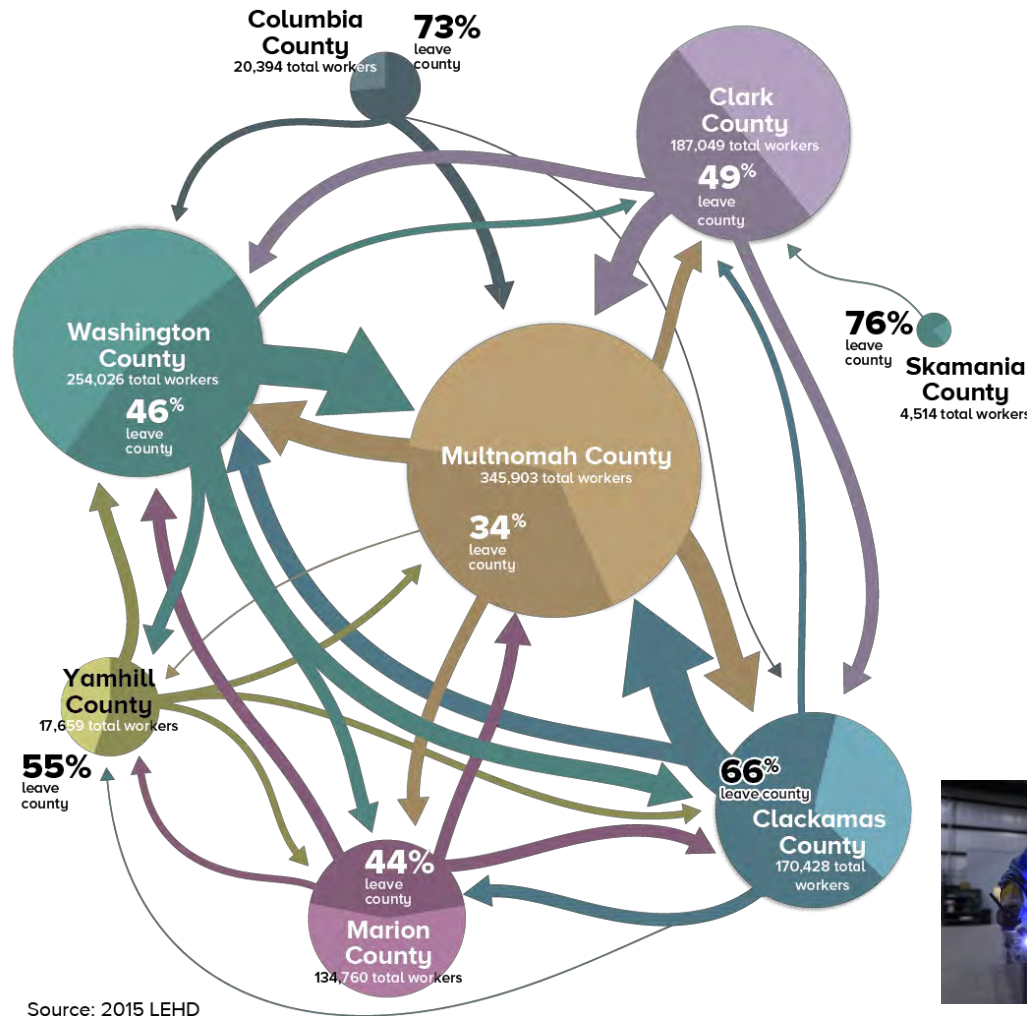 Columbia
County
20,394 total workers
73%
leave
county
Clark
County
187,049 total workers
49%
leave
county
Washington
County
254,026 total workers
46%
leave
county
76%
leave
county
Skamania
County
4,514 total workers
Multnomah County
345,903 total workers
34%
leave
county
Yamhill
County
17,659 total workers
55%
leave
county
66%
leave county
Clackamas
County
170,428 total
workers
44%
leave
county
Marion
County
134,760 total workers
Source: 2015 LEHD